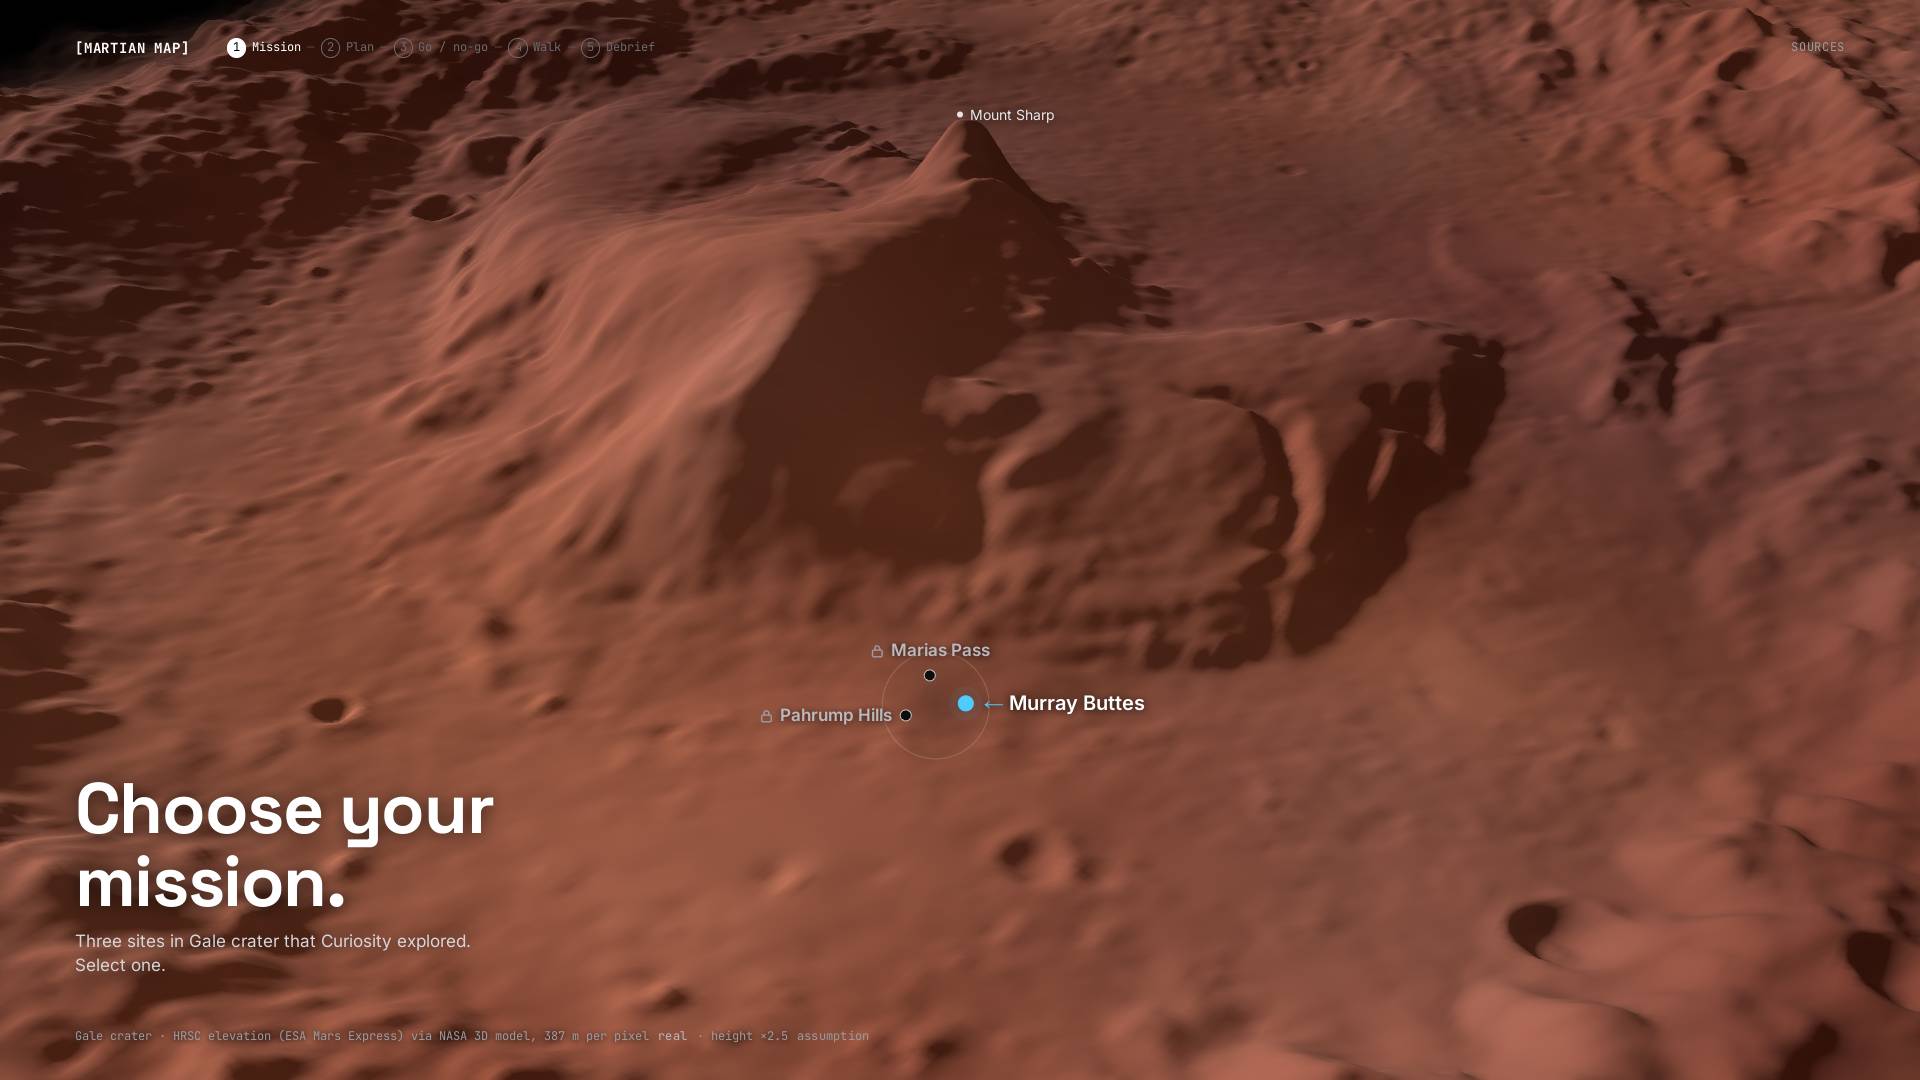 [MARTIAN MAP] 1 Mission – 2 Plan – 3 Go / no-go – 4 Walk – 5 Debrief SOURCES
Mount Sharp
Marias Pass
← Murray Buttes
Pahrump Hills
Choose your
mission.
Three sites in Gale crater that Curiosity explored.
Select one.
Gale crater · HRSC elevation (ESA Mars Express) via NASA 3D model, 387 m per pixel real · height ×2.5 assumption